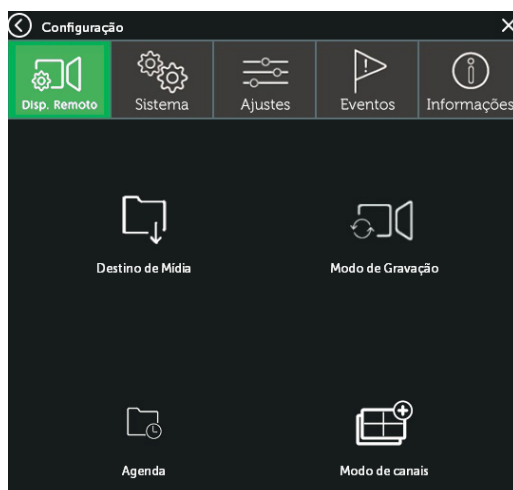 Configuração
Disp. Remoto Sistema Ajustes Eventos Informações
Destino de Mídia Modo de Gravação
Agenda Modo de canais